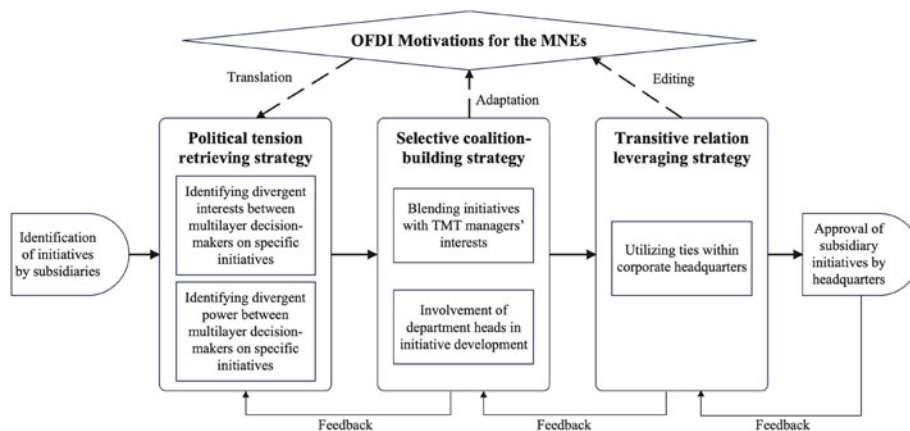 OFDI Motivations for the MNEs
Translation
Adaptation
Editing
Identification
of initiatives
by subsidiaries
Political tension
retrieving strategy
Identifying divergent
interests between
multilayer decision-
makers on specific
initiatives
Identifying divergent
power between
multilayer decision-
makers on specific
initiatives
Selective coalition-
building strategy
Blending initiatives
with TMT managers'
interests
Involvement of
department heads in
initiative development
Transitive relation
leveraging strategy
Utilizing ties within
corporate headquarters
Approval of
subsidiary
initiatives by
headquarters
Feedback
Feedback
Feedback